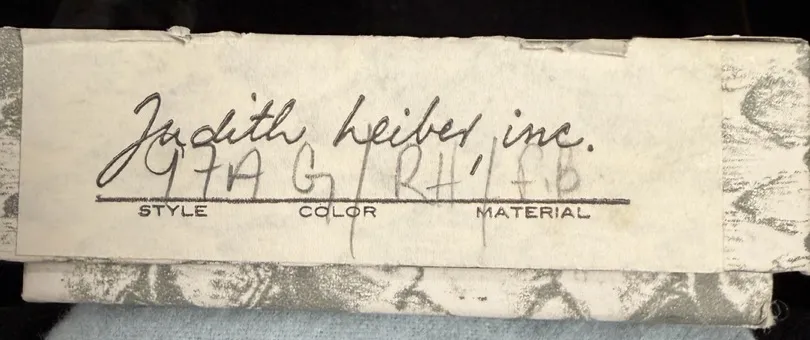 Judith Leiber, inc.
97A G / RH / F.B
STYLE COLOR MATERIAL